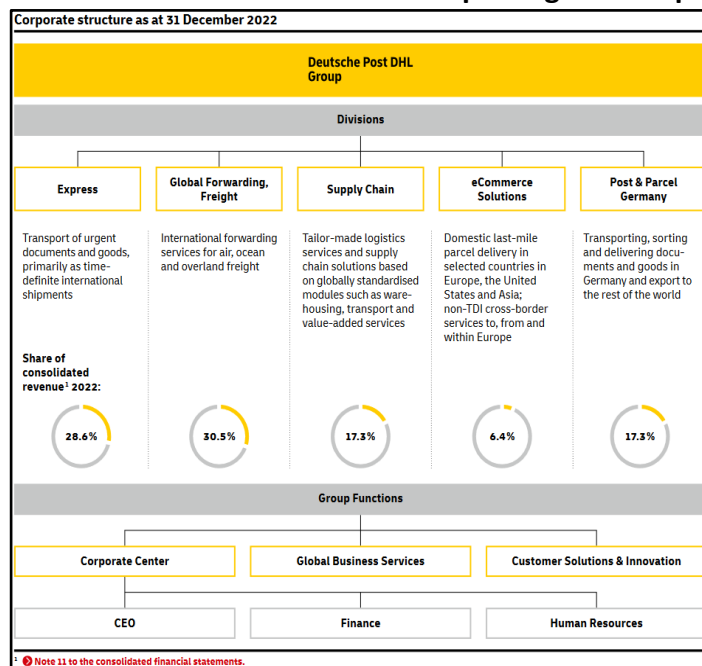 Corporate structure as at 31 December 2022
Deutsche Post DHL
Group
Divisions
Express
Global Forwarding,
Freight
Supply Chain
eCommerce
Solutions
Post & Parcel
Germany
Transport of urgent
documents and goods,
primarily as time-
definite international
shipments
International forwarding
services for air, ocean
and overland freight
Tailor-made logistics
services and supply
chain solutions based
on globally standardised
modules such as ware-
housing, transport and
value-added services
Domestic last-mile
parcel delivery in
selected countries in
Europe, the United
States and Asia;
non-TDI cross-border
services to, from and
within Europe
Transporting, sorting
and delivering docu-
ments and goods in
Germany and export to
the rest of the world
Share of
consolidated
revenue¹ 2022:
28.6%
30.5%
17.3%
6.4%
17.3%
Group Functions
Corporate Center
Global Business Services
Customer Solutions & Innovation
CEO
Finance
Human Resources
¹ Note 11 to the consolidated financial statements.